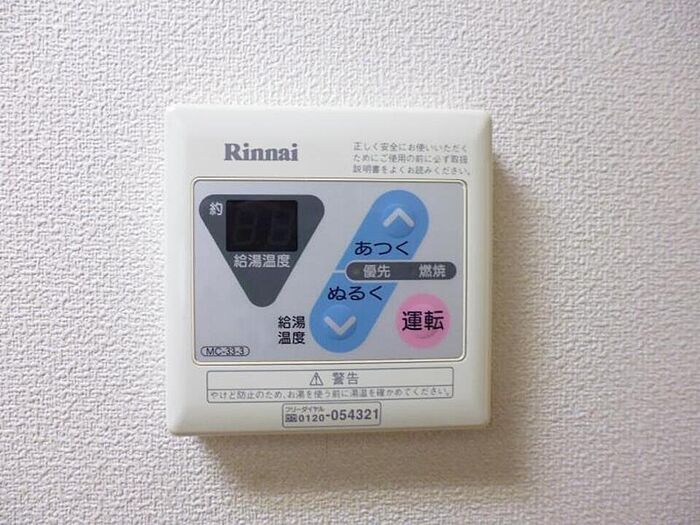 Rinnai
正しく安全にお使いいただく
ためにご使用の前に必ず取扱
説明書をよくお読みください。
約
給湯温度
あつく
優先 燃焼
ぬるく
給湯
温度
運転
MC-33-3
⚠ 警告
やけど防止のため、お湯を使う前に湯温を確かめてください。
フリーダイヤル
0120-054321